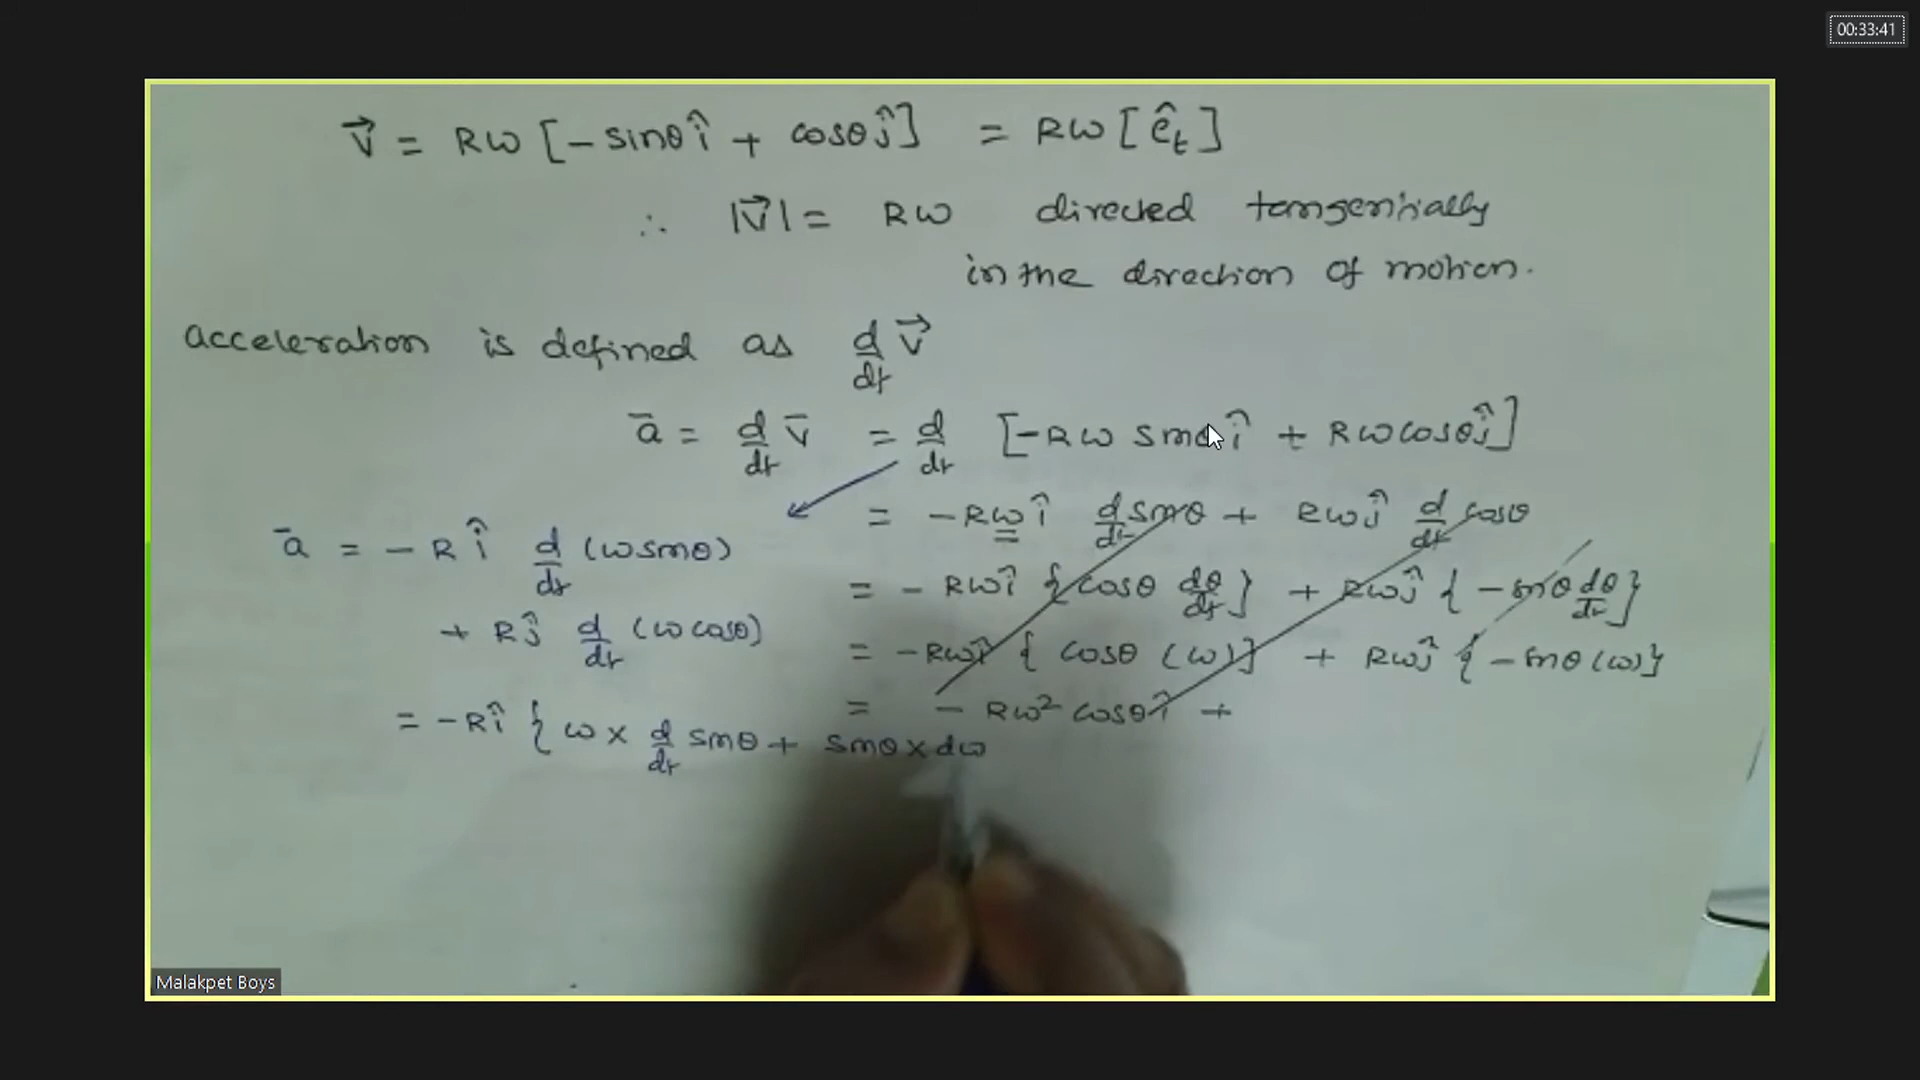 00:33:41
v⃗ = Rω [-sinθ î + cosθ ĵ] = Rω [ê_t]
∴ |v⃗| = Rω directed tangentially
in the direction of motion.
acceleration is defined as d/dt v⃗
a̅ = d/dt v̅ = d/dt [-Rω sinθ î + Rω cosθ ĵ]
= -Rω î d/dt sinθ + Rω ĵ d/dt cosθ
= -Rω î { cosθ dθ/dt } + Rω ĵ { -sinθ dθ/dt }
= -Rω î { cosθ (ω) } + Rω ĵ { -sinθ (ω) }
= -Rω² cosθ î +
a̅ = -R î d/dt (ω sinθ)
+ R ĵ d/dt (ω cosθ)
= -R î { ω × d/dt sinθ + sinθ × dω
Malakpet Boys